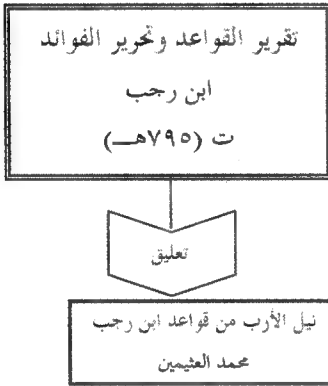 تقرير القواعد وتحرير الفوائد
ابن رجب
ت (٧٩٥هـ)
تعليق
نيل الأرب من قواعد ابن رجب
محمد العثيمين